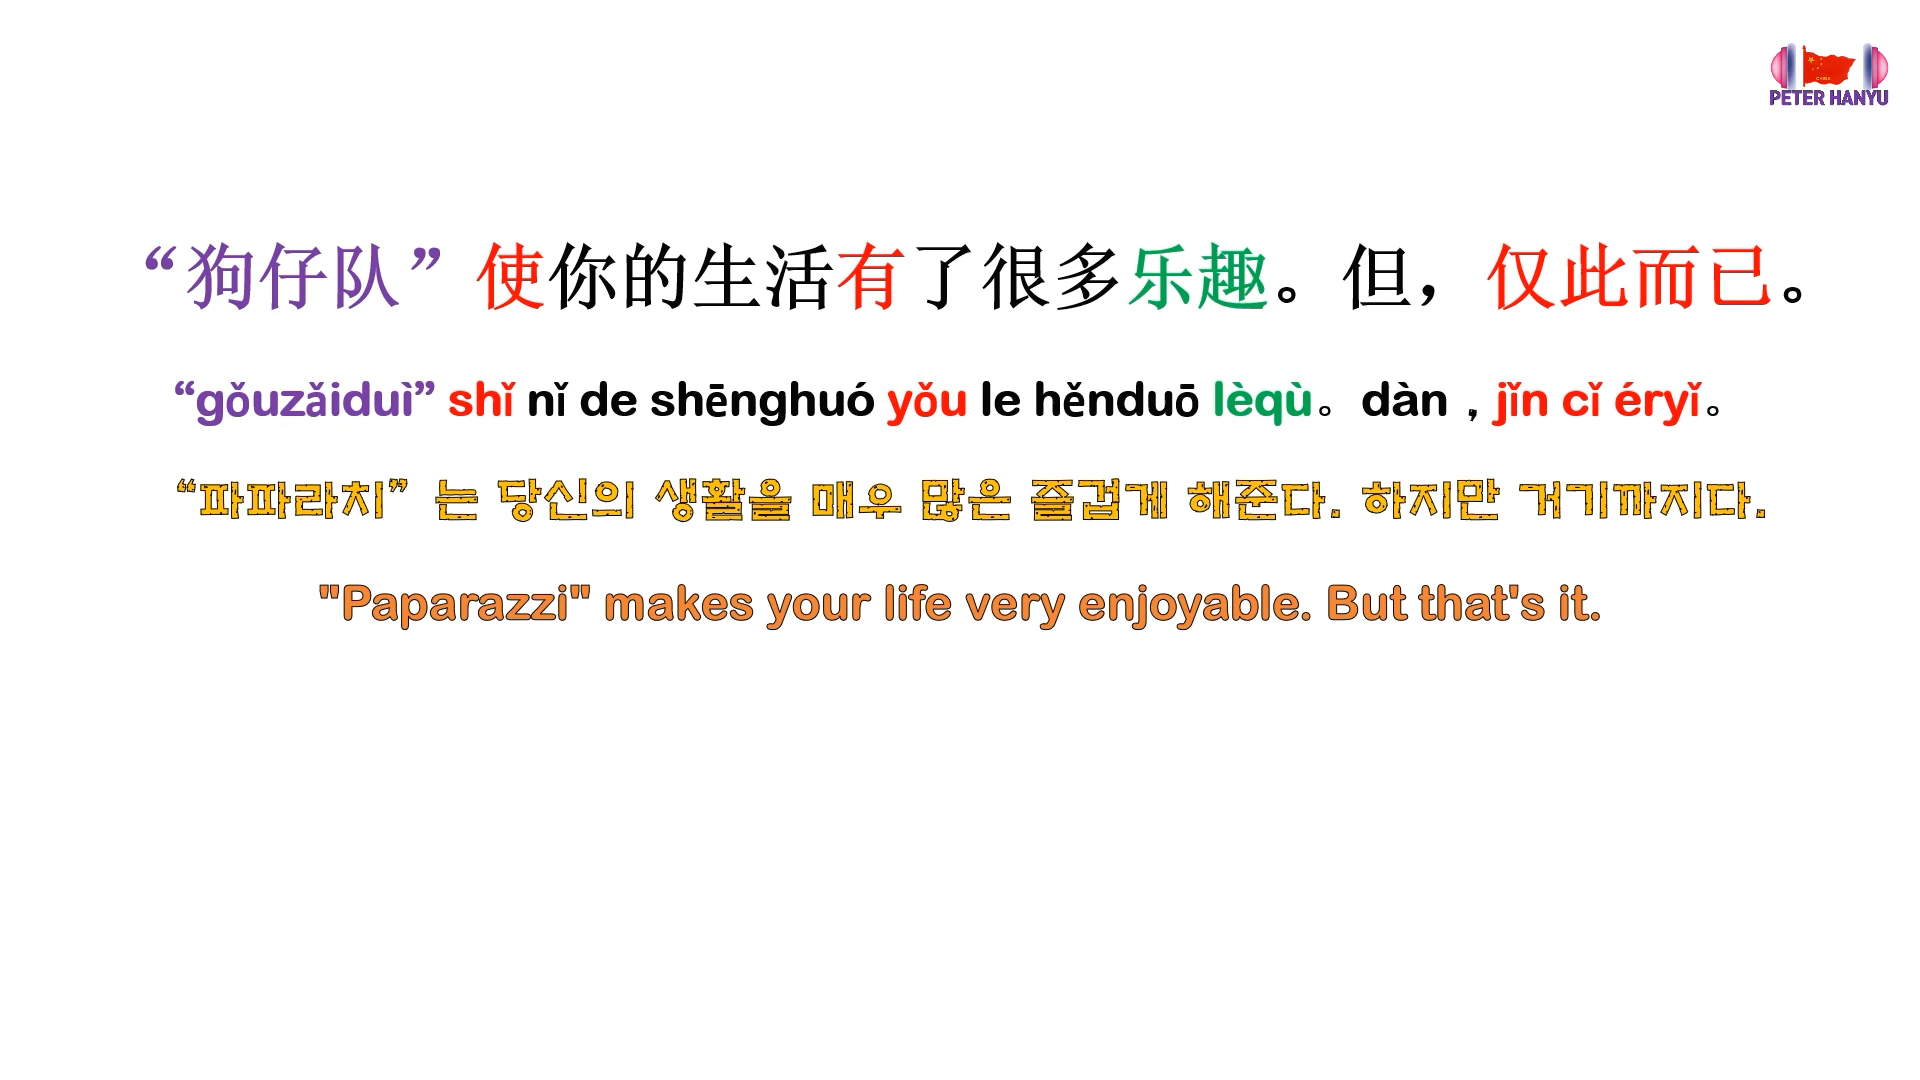 PETER HANYU
“狗仔队”使你的生活有了很多乐趣。但，仅此而已。
“gǒuzǎiduì” shǐ nǐ de shēnghuó yǒu le hěnduō lèqù。dàn，jǐn cǐ éryǐ。
“파파라치” 는 당신의 생활을 매우 많은 즐겁게 해준다. 하지만 거기까지다.
"Paparazzi" makes your life very enjoyable. But that's it.